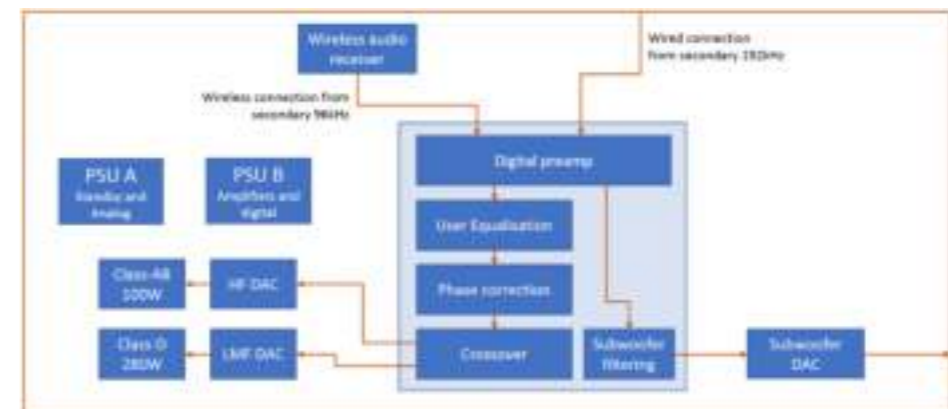 Wireless audio
receiver
Wired connection
from secondary 192kHz
Wireless connection from
secondary 96kHz
Digital preamp
PSU A
Standby and
Analog
PSU B
Amplifiers and
digital
User Equalisation
Phase correction
Class-AB
100W
HF DAC
Class D
280W
LMF DAC
Crossover
Subwoofer
filtering
Subwoofer
DAC